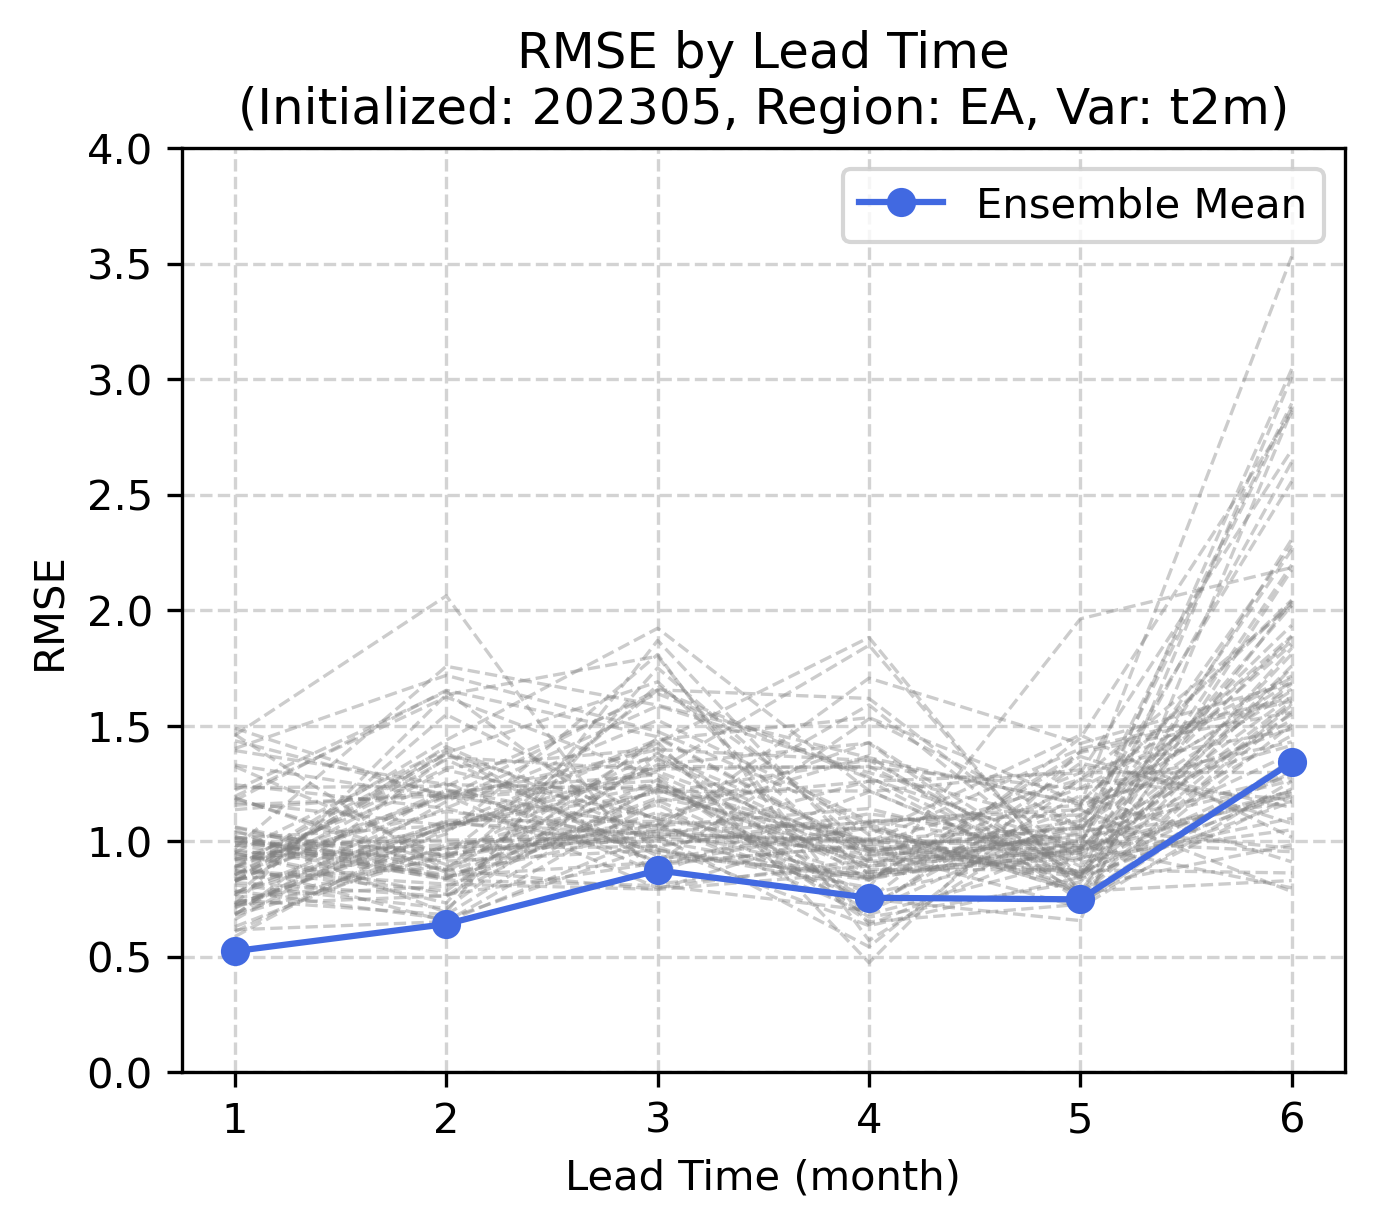 RMSE by Lead Time
(Initialized: 202305, Region: EA, Var: t2m)
4.0
3.5
3.0
2.5
2.0
1.5
1.0
0.5
0.0
RMSE
Ensemble Mean
1 2 3 4 5 6
Lead Time (month)